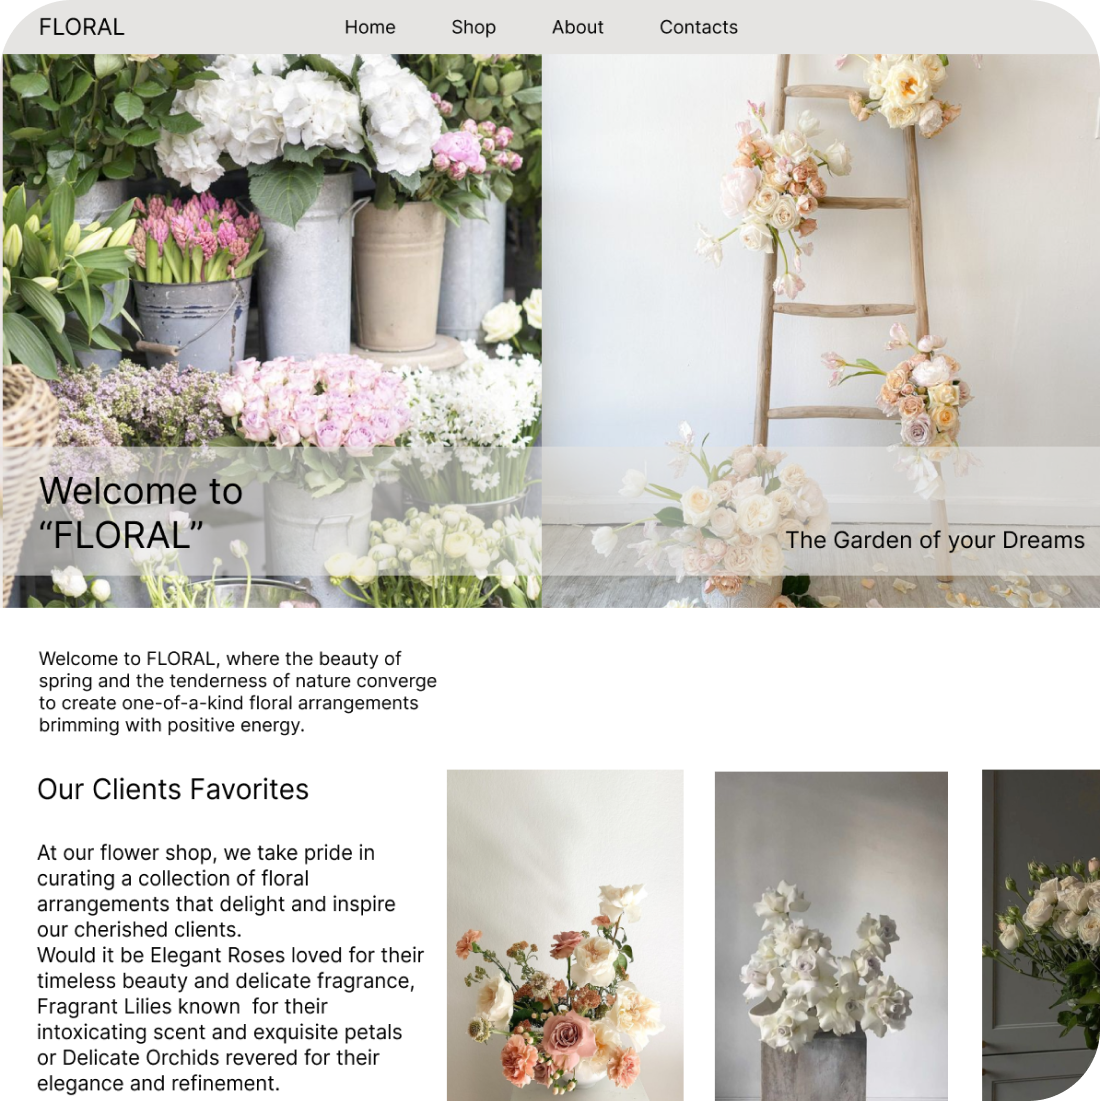 FLORAL
Home Shop About Contacts
Welcome to
“FLORAL”
The Garden of your Dreams
Welcome to FLORAL, where the beauty of
spring and the tenderness of nature converge
to create one-of-a-kind floral arrangements
brimming with positive energy.
Our Clients Favorites
At our flower shop, we take pride in
curating a collection of floral
arrangements that delight and inspire
our cherished clients.
Would it be Elegant Roses loved for their
timeless beauty and delicate fragrance,
Fragrant Lilies known  for their
intoxicating scent and exquisite petals
or Delicate Orchids revered for their
elegance and refinement.